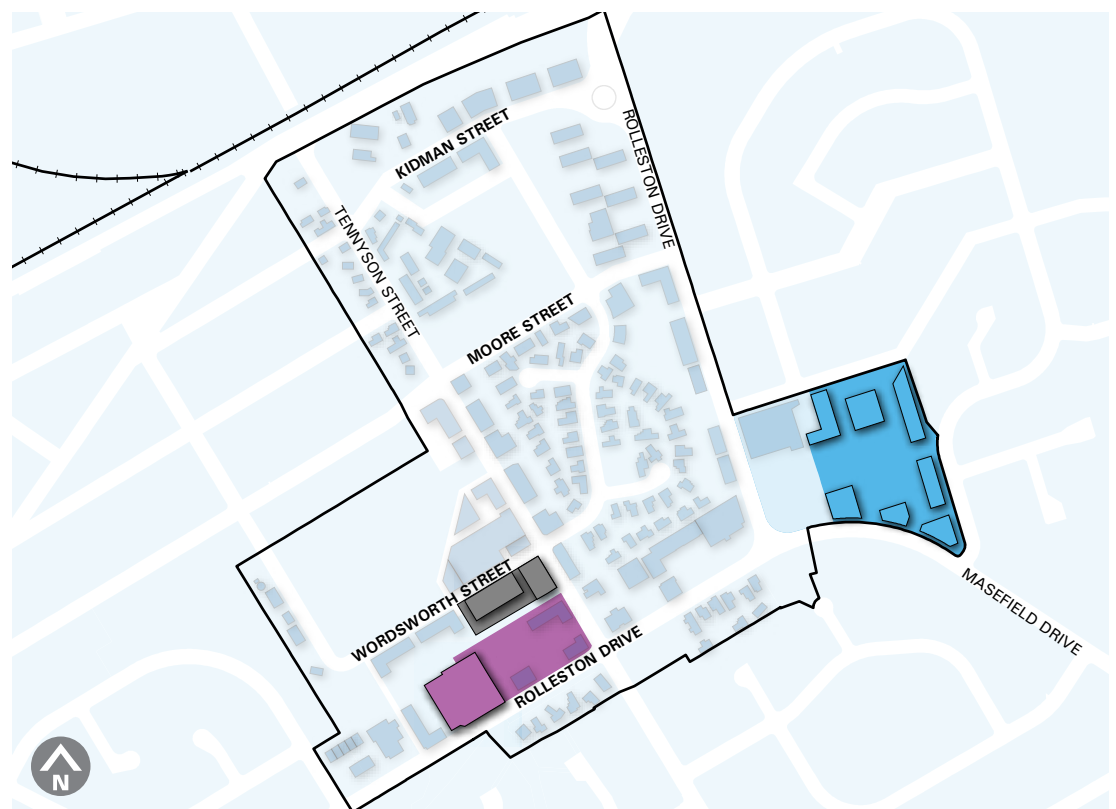 KIDMAN STREET
ROLLESTON DRIVE
TENNYSON STREET
MOORE STREET
WORDSWORTH STREET
MASEFIELD DRIVE
ROLLESTON DRIVE
N